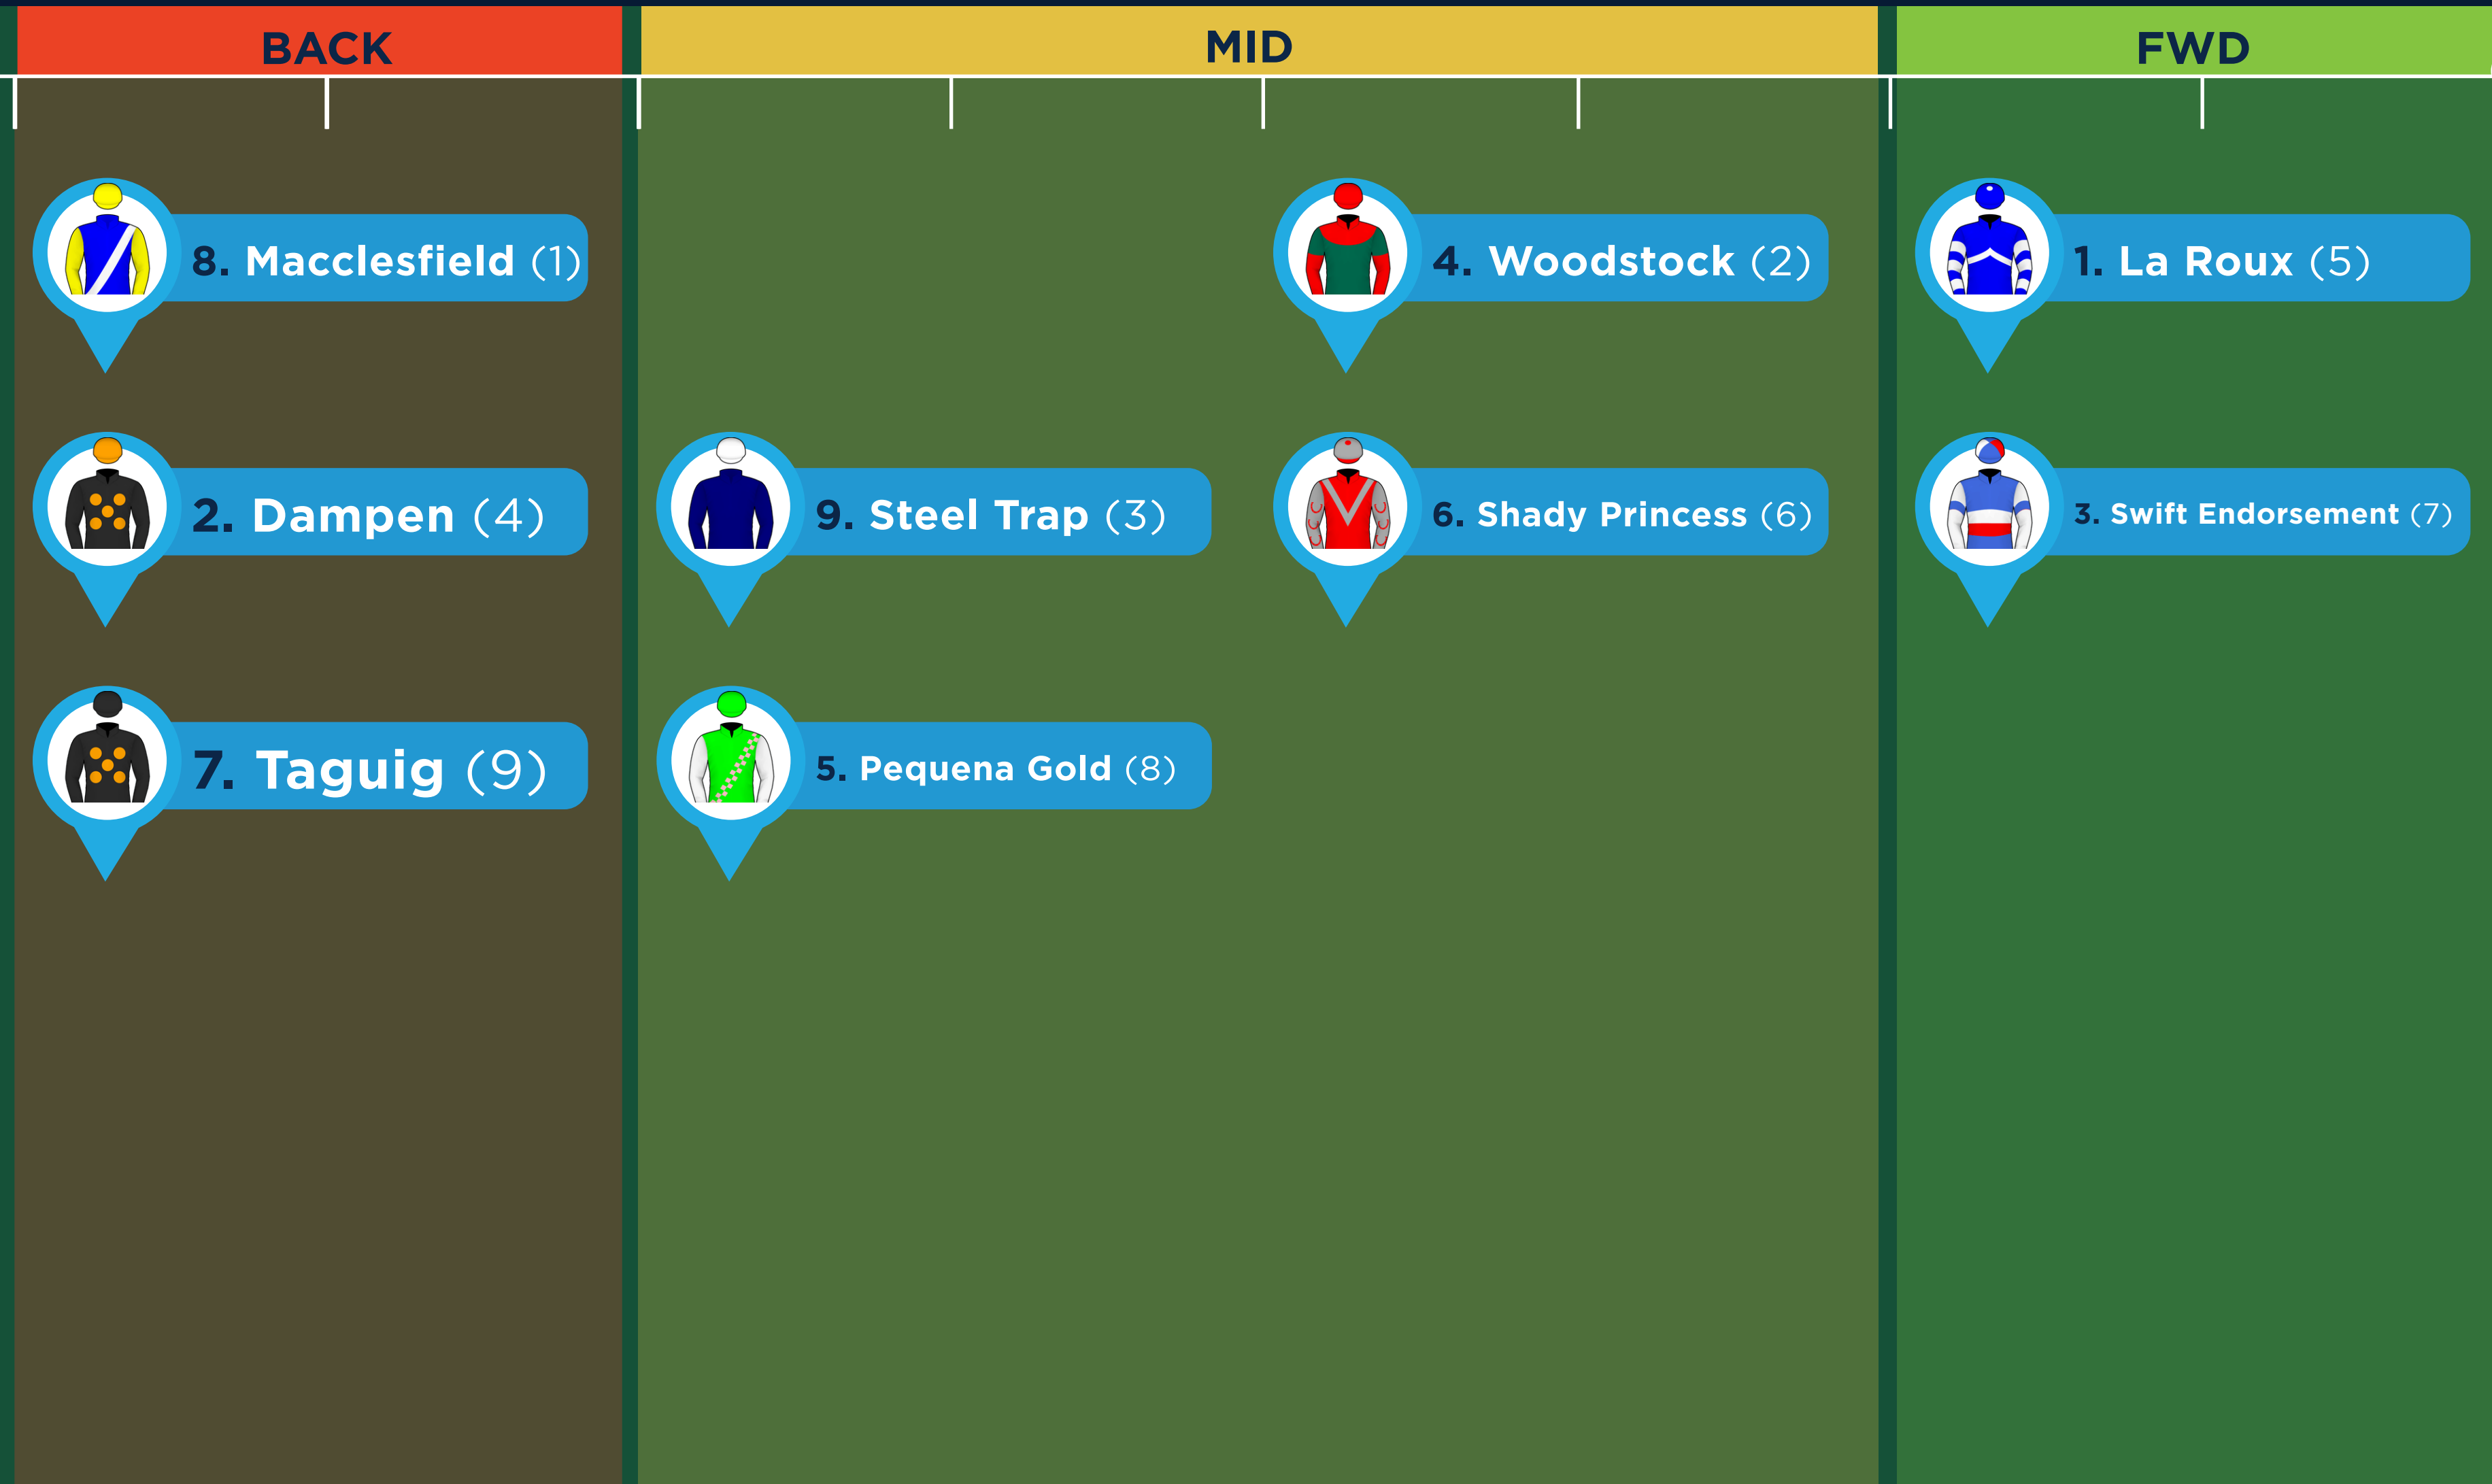 BACK
MID
FWD
8. Macclesfield (1)
4. Woodstock (2)
1. La Roux (5)
2. Dampen (4)
9. Steel Trap (3)
6. Shady Princess (6)
3. Swift Endorsement (7)
7. Taguig (9)
5. Pequena Gold (8)